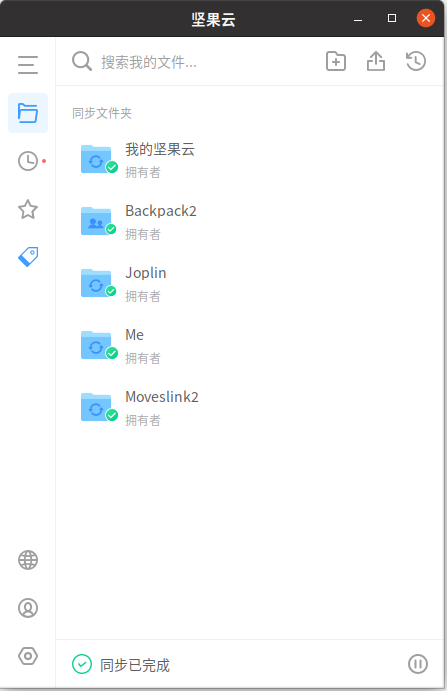 坚果云
搜索我的文件...
同步文件夹
我的坚果云
拥有者
Backpack2
拥有者
Joplin
拥有者
Me
拥有者
Moveslink2
拥有者
同步已完成